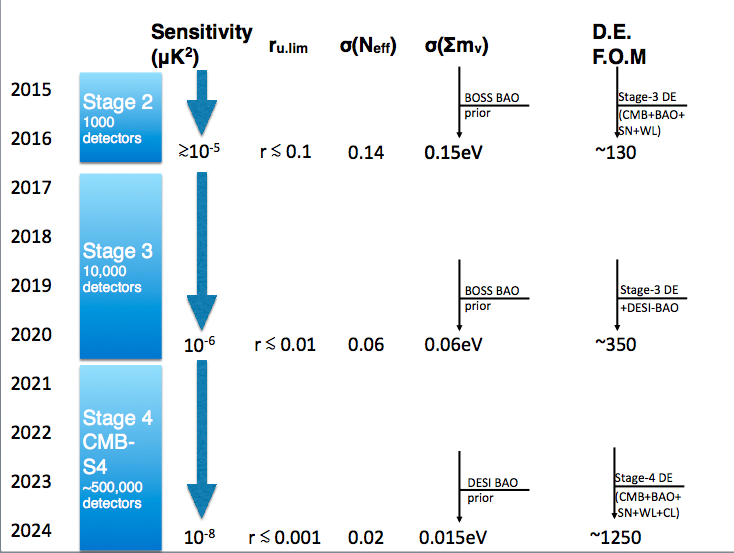 Sensitivity
(μK²)
r_u.lim
σ(N_eff)
σ(Σm_ν)
D.E.
F.O.M
2015
Stage 2
1000
detectors
BOSS BAO
prior
Stage-3 DE
(CMB+BAO+
SN+WL)
2016
≳10⁻⁵
r ≲ 0.1
0.14
0.15eV
~130
2017
2018
Stage 3
10,000
detectors
2019
BOSS BAO
prior
Stage-3 DE
+DESI-BAO
2020
10⁻⁶
r ≲ 0.01
0.06
0.06eV
~350
2021
Stage 4
CMB-
S4
~500,000
detectors
2022
2023
DESI BAO
prior
Stage-4 DE
(CMB+BAO+
SN+WL+CL)
2024
10⁻⁸
r ≲ 0.001
0.02
0.015eV
~1250